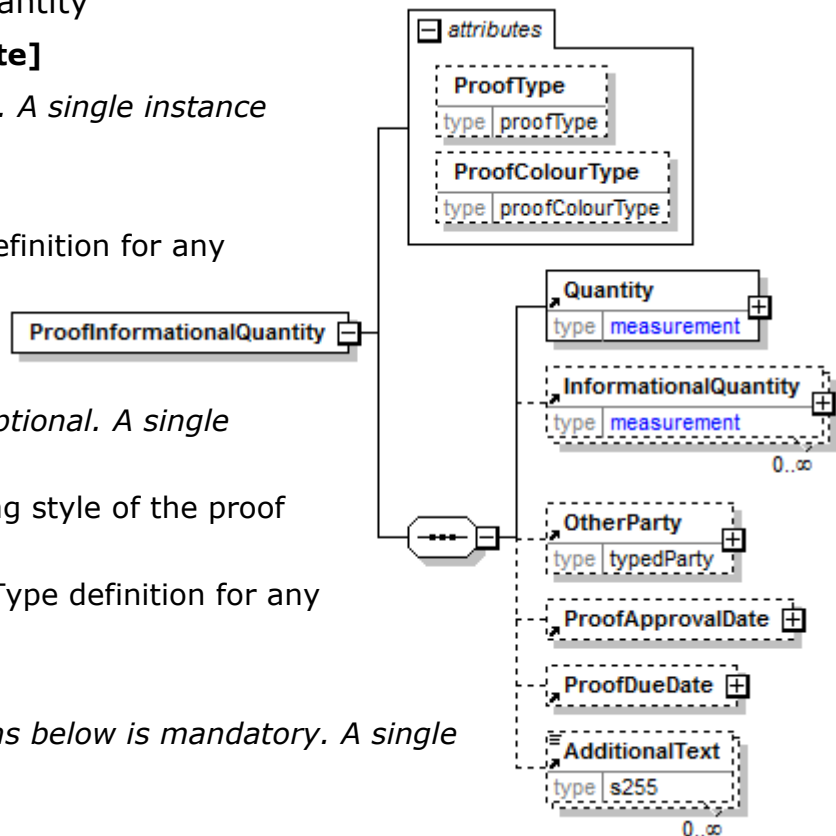 antity
te]
. A single instance
efinition for any
ptional. A single
ng style of the proof
Type definition for any
ns below is mandatory. A single
attributes
ProofType
type proofType
ProofColourType
type proofColourType
ProofInformationalQuantity
Quantity
type measurement
InformationalQuantity
type measurement
0..∞
OtherParty
type typedParty
ProofApprovalDate
ProofDueDate
AdditionalText
type s255
0..∞